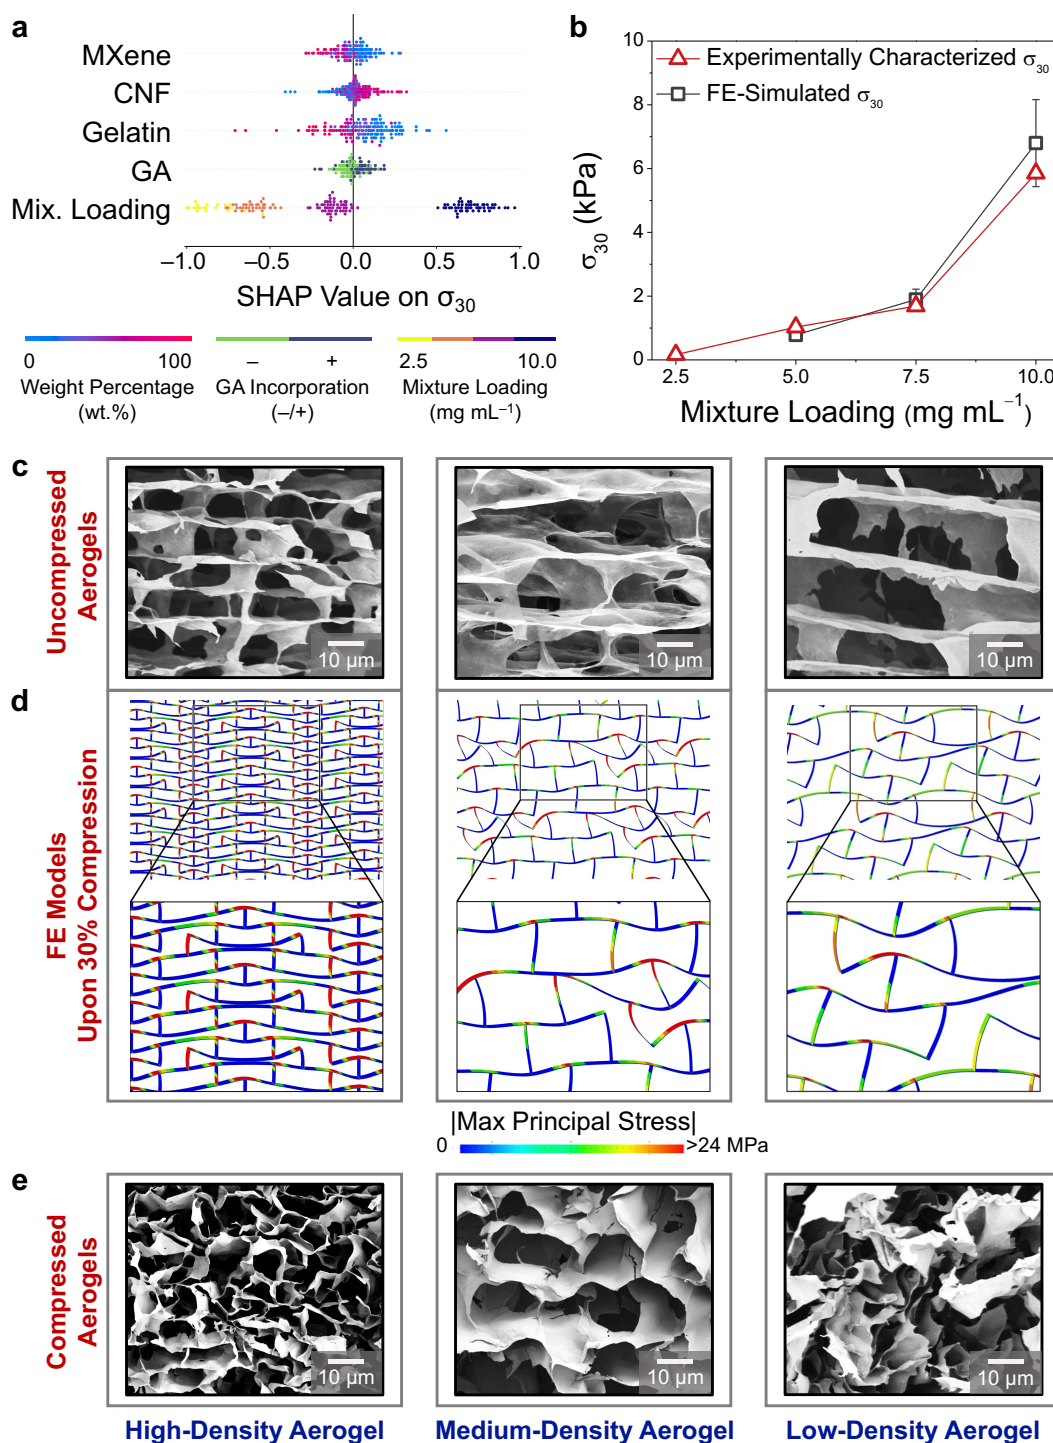 a
MXene
CNF
Gelatin
GA
Mix. Loading
−1.0 −0.5 0.0 0.5 1.0
SHAP Value on σ30
0 100
Weight Percentage
(wt.%)
− +
GA Incorporation
(−/+)
2.5 10.0
Mixture Loading
(mg mL−1)
b
Experimentally Characterized σ30
FE-Simulated σ30
10
8
6
4
2
0
σ30 (kPa)
2.5 5.0 7.5 10.0
Mixture Loading (mg mL−1)
c
Uncompressed
Aerogels
10 µm
10 µm
10 µm
d
FE Models
Upon 30% Compression
|Max Principal Stress|
0 >24 MPa
e
Compressed
Aerogels
10 µm
10 µm
10 µm
High-Density Aerogel
Medium-Density Aerogel
Low-Density Aerogel